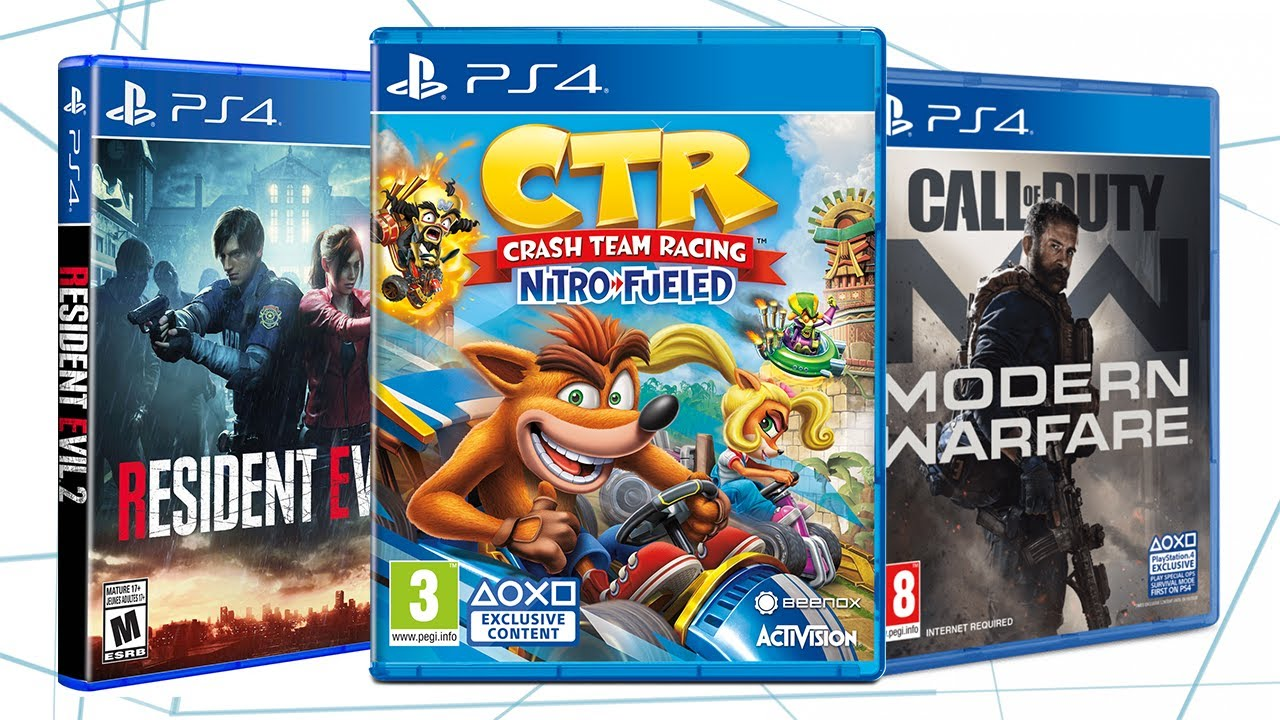 PS4
PS4
RESIDENT EVIL 2
RESIDENT EV
MATURE 17+
JEUNES ADULTES 17+
M
ESRB
PS4
CTR
CRASH TEAM RACING™
NITRO FUELED
3
www.pegi.info
EXCLUSIVE
CONTENT
BEENOX
ACTIVISION
PS4
CALL OF DUTY
MW
MODERN
WARFARE
8
pegi.info
INTERNET REQUIRED
PlayStation.4
EXCLUSIVE
PLAY SPECIAL OPS
SURVIVAL MODE
FIRST ON PS4